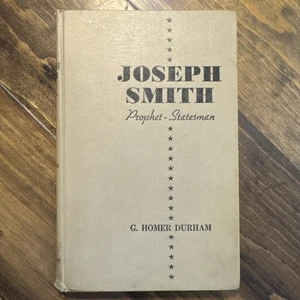 JOSEPH
SMITH
Prophet-Statesman
G. HOMER DURHAM